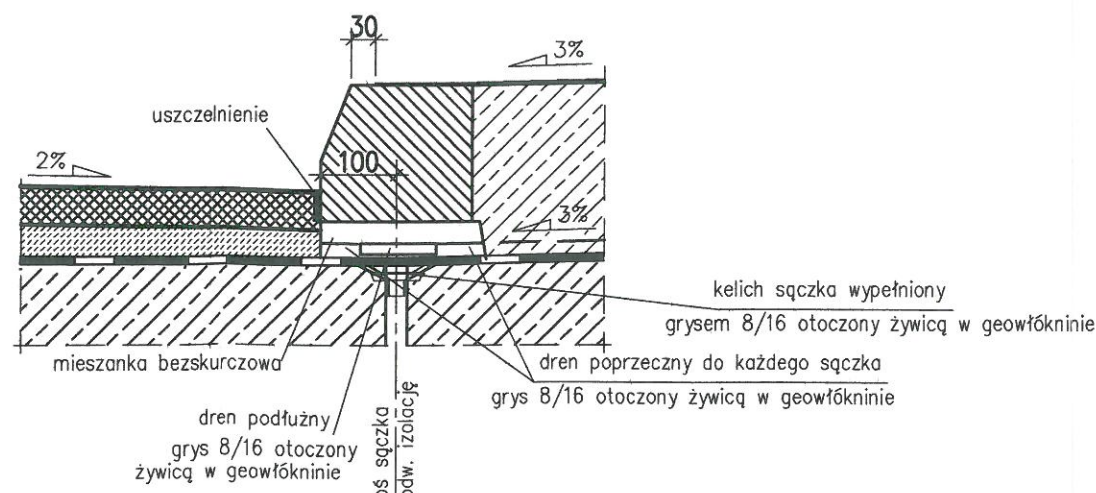 30
3%
uszczelnienie
2%
100
3%
kelich sączka wypełniony
grysem 8/16 otoczony żywicą w geowłókninie
mieszanka bezskurczowa
dren poprzeczny do każdego sączka
grys 8/16 otoczony żywicą w geowłókninie
dren podłużny
grys 8/16 otoczony
żywicą w geowłókninie
oś sączka
odw. izolację